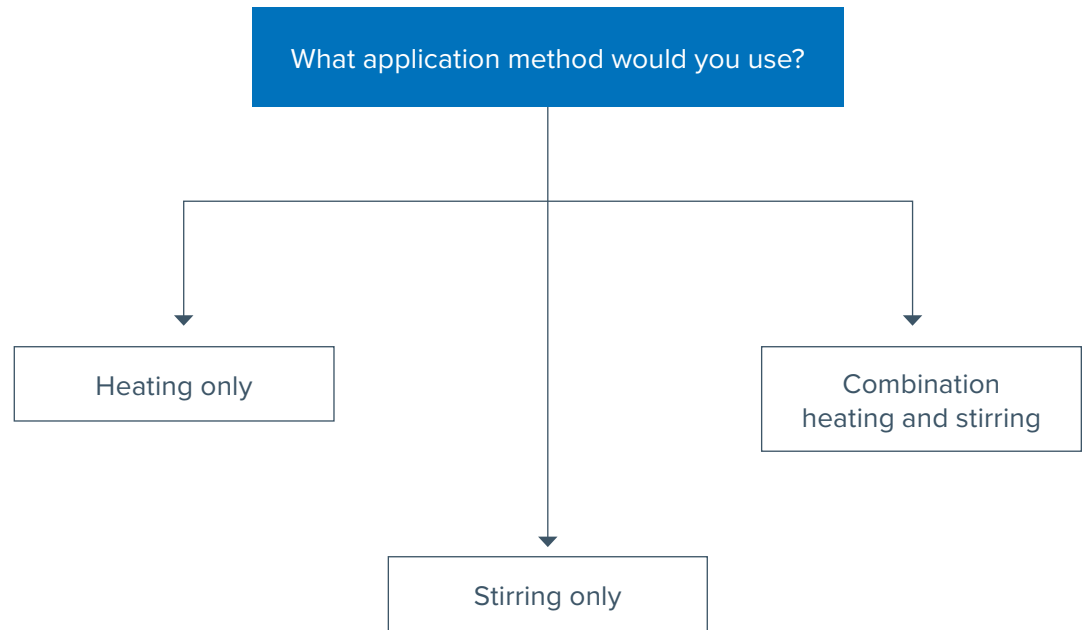 What application method would you use?
Heating only
Combination
heating and stirring
Stirring only